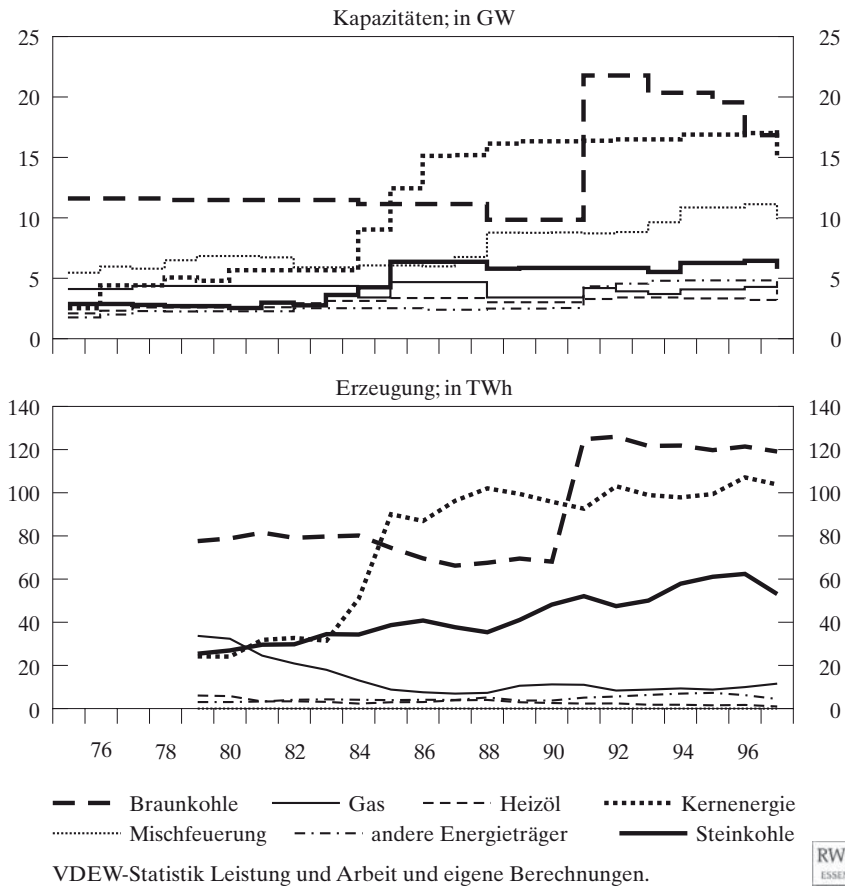 Kapazitäten; in GW
25 25
20 20
15 15
10 10
5 5
0 0
Erzeugung; in TWh
140 140
120 120
100 100
80 80
60 60
40 40
20 20
0 0
76 78 80 82 84 86 88 90 92 94 96
Braunkohle Gas Heizöl Kernenergie
Mischfeuerung andere Energieträger Steinkohle
VDEW-Statistik Leistung und Arbeit und eigene Berechnungen.
RW
ESSE